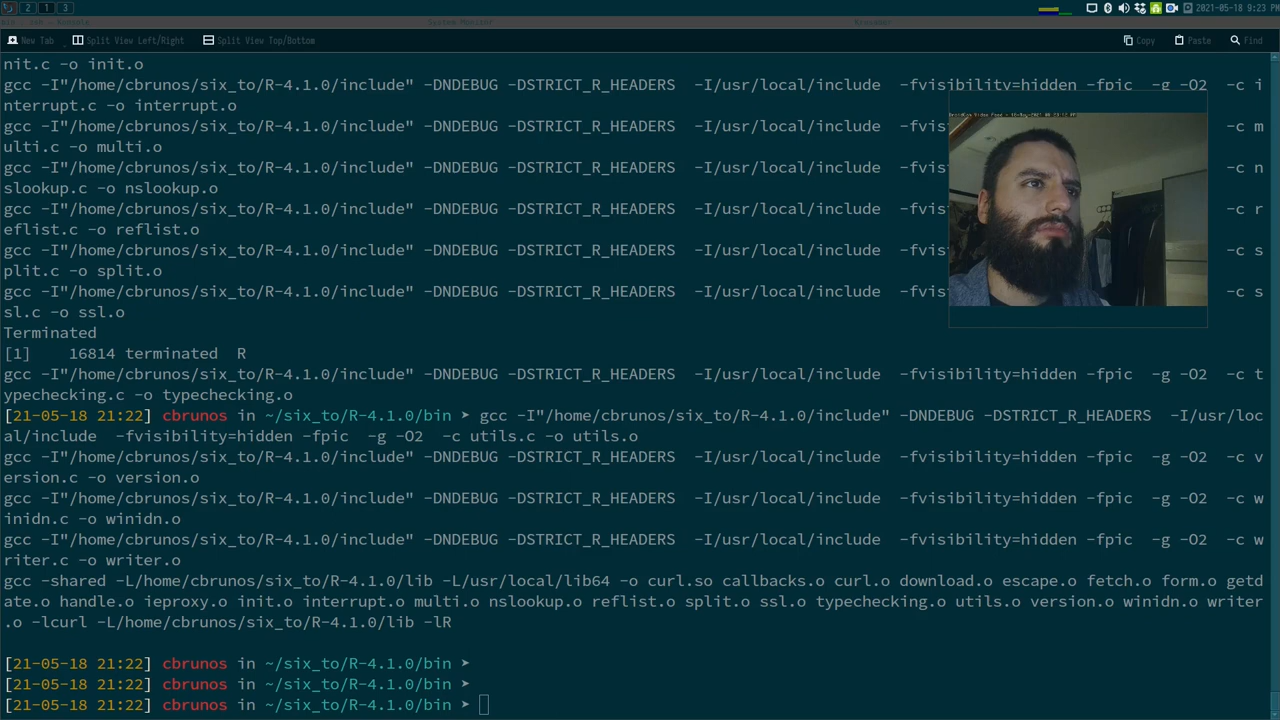 2 1 3 2021-05-18 9:23 PM
System Monitor
New Tab Split View Left/Right Split View Top/Bottom Copy Paste Find
nit.c -o init.o
gcc -I"/home/cbrunos/six_to/R-4.1.0/include" -DNDEBUG -DSTRICT_R_HEADERS -I/usr/local/include -fvisibility=hidden -fpic -g -O2 -c i
nterrupt.c -o interrupt.o
gcc -I"/home/cbrunos/six_to/R-4.1.0/include" -DNDEBUG -DSTRICT_R_HEADERS -I/usr/local/include -fvis -c m
ulti.c -o multi.o
gcc -I"/home/cbrunos/six_to/R-4.1.0/include" -DNDEBUG -DSTRICT_R_HEADERS -I/usr/local/include -fvis -c n
slookup.c -o nslookup.o
gcc -I"/home/cbrunos/six_to/R-4.1.0/include" -DNDEBUG -DSTRICT_R_HEADERS -I/usr/local/include -fvis -c r
eflist.c -o reflist.o
gcc -I"/home/cbrunos/six_to/R-4.1.0/include" -DNDEBUG -DSTRICT_R_HEADERS -I/usr/local/include -fvis -c s
plit.c -o split.o
gcc -I"/home/cbrunos/six_to/R-4.1.0/include" -DNDEBUG -DSTRICT_R_HEADERS -I/usr/local/include -fvis -c s
sl.c -o ssl.o
Terminated
[1] 16814 terminated R
gcc -I"/home/cbrunos/six_to/R-4.1.0/include" -DNDEBUG -DSTRICT_R_HEADERS -I/usr/local/include -fvisibility=hidden -fpic -g -O2 -c t
ypechecking.c -o typechecking.o
[21-05-18 21:22] cbrunos in ~/six_to/R-4.1.0/bin ➤ gcc -I"/home/cbrunos/six_to/R-4.1.0/include" -DNDEBUG -DSTRICT_R_HEADERS -I/usr/loc
al/include -fvisibility=hidden -fpic -g -O2 -c utils.c -o utils.o
gcc -I"/home/cbrunos/six_to/R-4.1.0/include" -DNDEBUG -DSTRICT_R_HEADERS -I/usr/local/include -fvisibility=hidden -fpic -g -O2 -c v
ersion.c -o version.o
gcc -I"/home/cbrunos/six_to/R-4.1.0/include" -DNDEBUG -DSTRICT_R_HEADERS -I/usr/local/include -fvisibility=hidden -fpic -g -O2 -c w
inidn.c -o winidn.o
gcc -I"/home/cbrunos/six_to/R-4.1.0/include" -DNDEBUG -DSTRICT_R_HEADERS -I/usr/local/include -fvisibility=hidden -fpic -g -O2 -c w
riter.c -o writer.o
gcc -shared -L/home/cbrunos/six_to/R-4.1.0/lib -L/usr/local/lib64 -o curl.so callbacks.o curl.o download.o escape.o fetch.o form.o getd
ate.o handle.o ieproxy.o init.o interrupt.o multi.o nslookup.o reflist.o split.o ssl.o typechecking.o utils.o version.o winidn.o writer
.o -lcurl -L/home/cbrunos/six_to/R-4.1.0/lib -lR
[21-05-18 21:22] cbrunos in ~/six_to/R-4.1.0/bin ➤
[21-05-18 21:22] cbrunos in ~/six_to/R-4.1.0/bin ➤
[21-05-18 21:22] cbrunos in ~/six_to/R-4.1.0/bin ➤